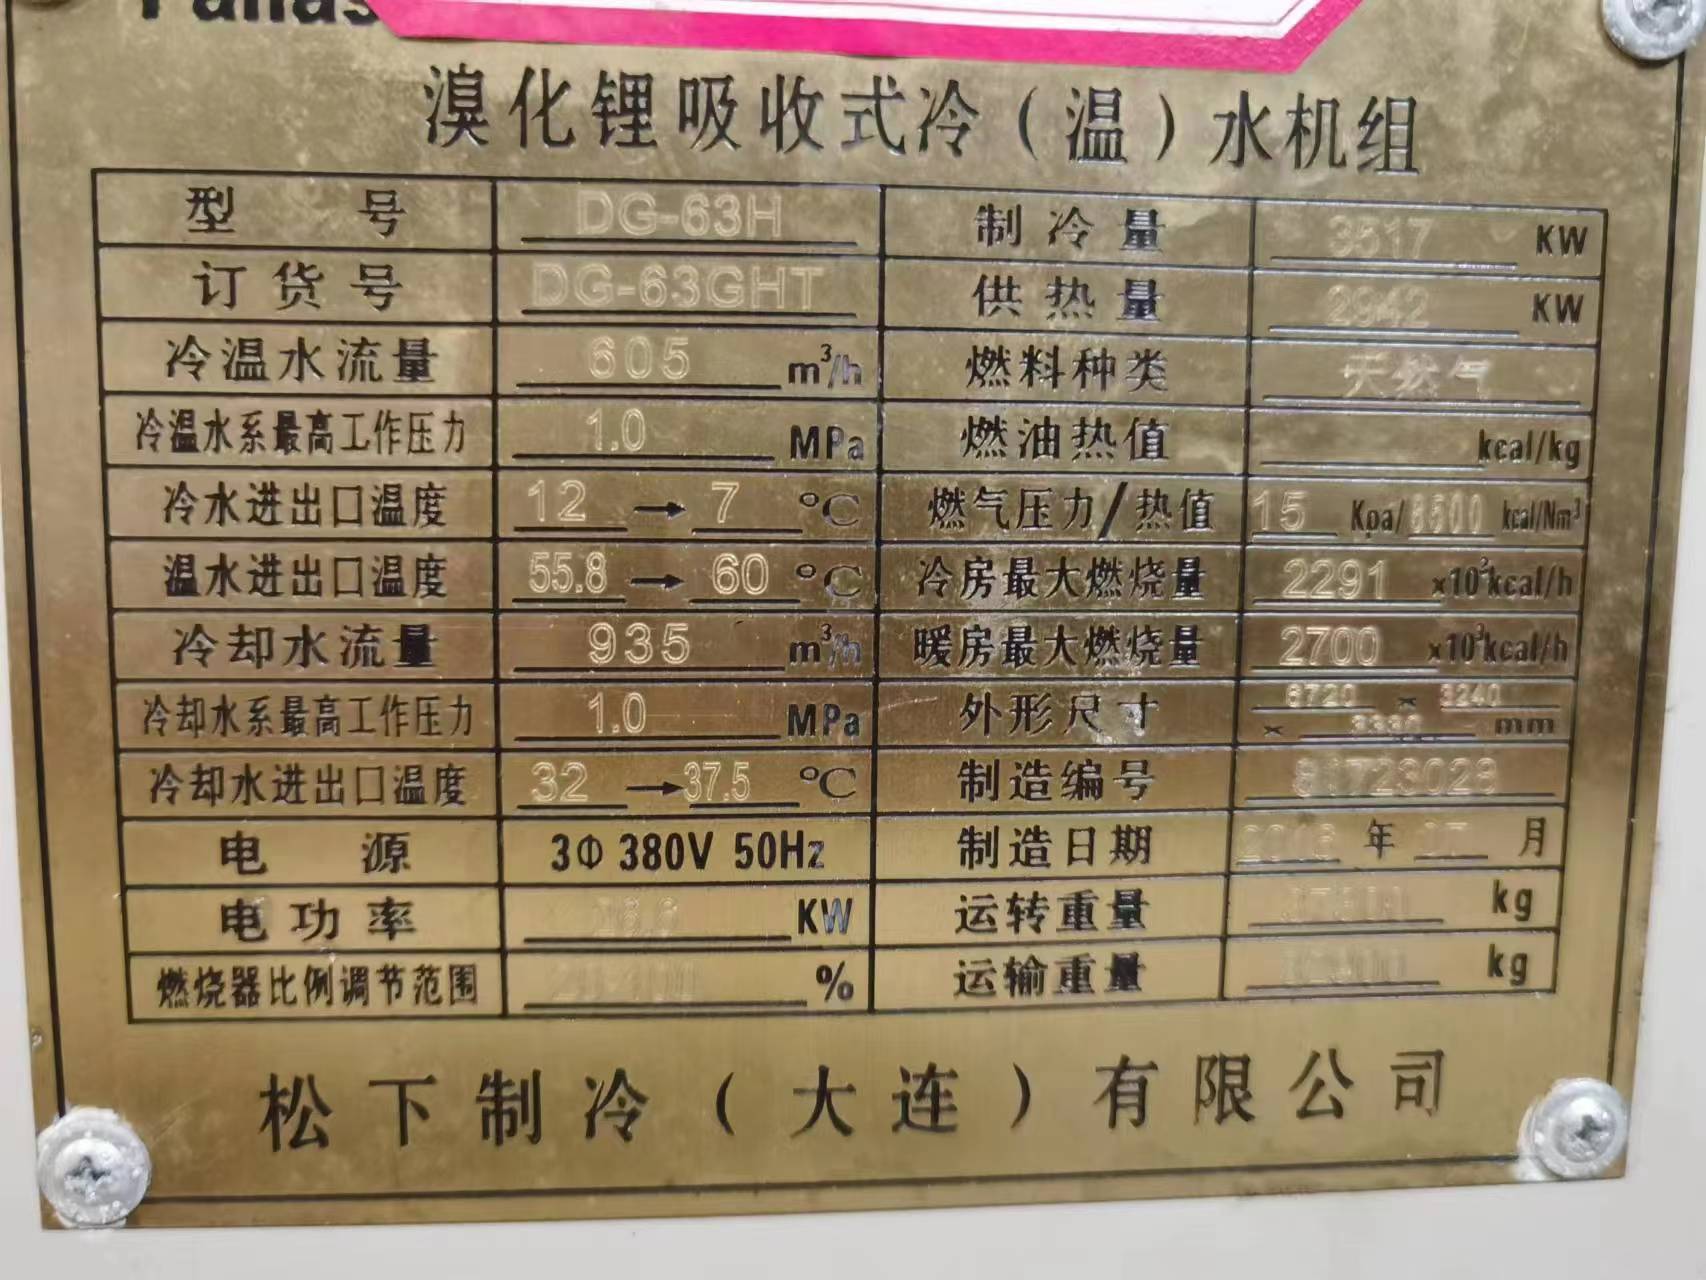 溴化锂吸收式冷（温）水机组
型号 DG-63H 制冷量 3517 KW
订货号 DG-63GHT 供热量 2942 KW
冷温水流量 605 m³/h 燃料种类 天然气
冷温水系最高工作压力 1.0 MPa 燃油热值 kcal/kg
冷水进出口温度 12 → 7 ℃ 燃气压力/热值 15 Kpa/8500 kcal/Nm³
温水进出口温度 55.8 → 60 ℃ 冷房最大燃烧量 2291 ×10³kcal/h
冷却水流量 935 m³/h 暖房最大燃烧量 2700 ×10³kcal/h
冷却水系最高工作压力 1.0 MPa 外形尺寸 6720 × 3240
× mm
冷却水进出口温度 32 → 37.5 ℃ 制造编号
电源 3Φ 380V 50Hz 制造日期 年 月
电功率 KW 运转重量 kg
燃烧器比例调节范围 % 运输重量 kg
松下制冷（大连）有限公司